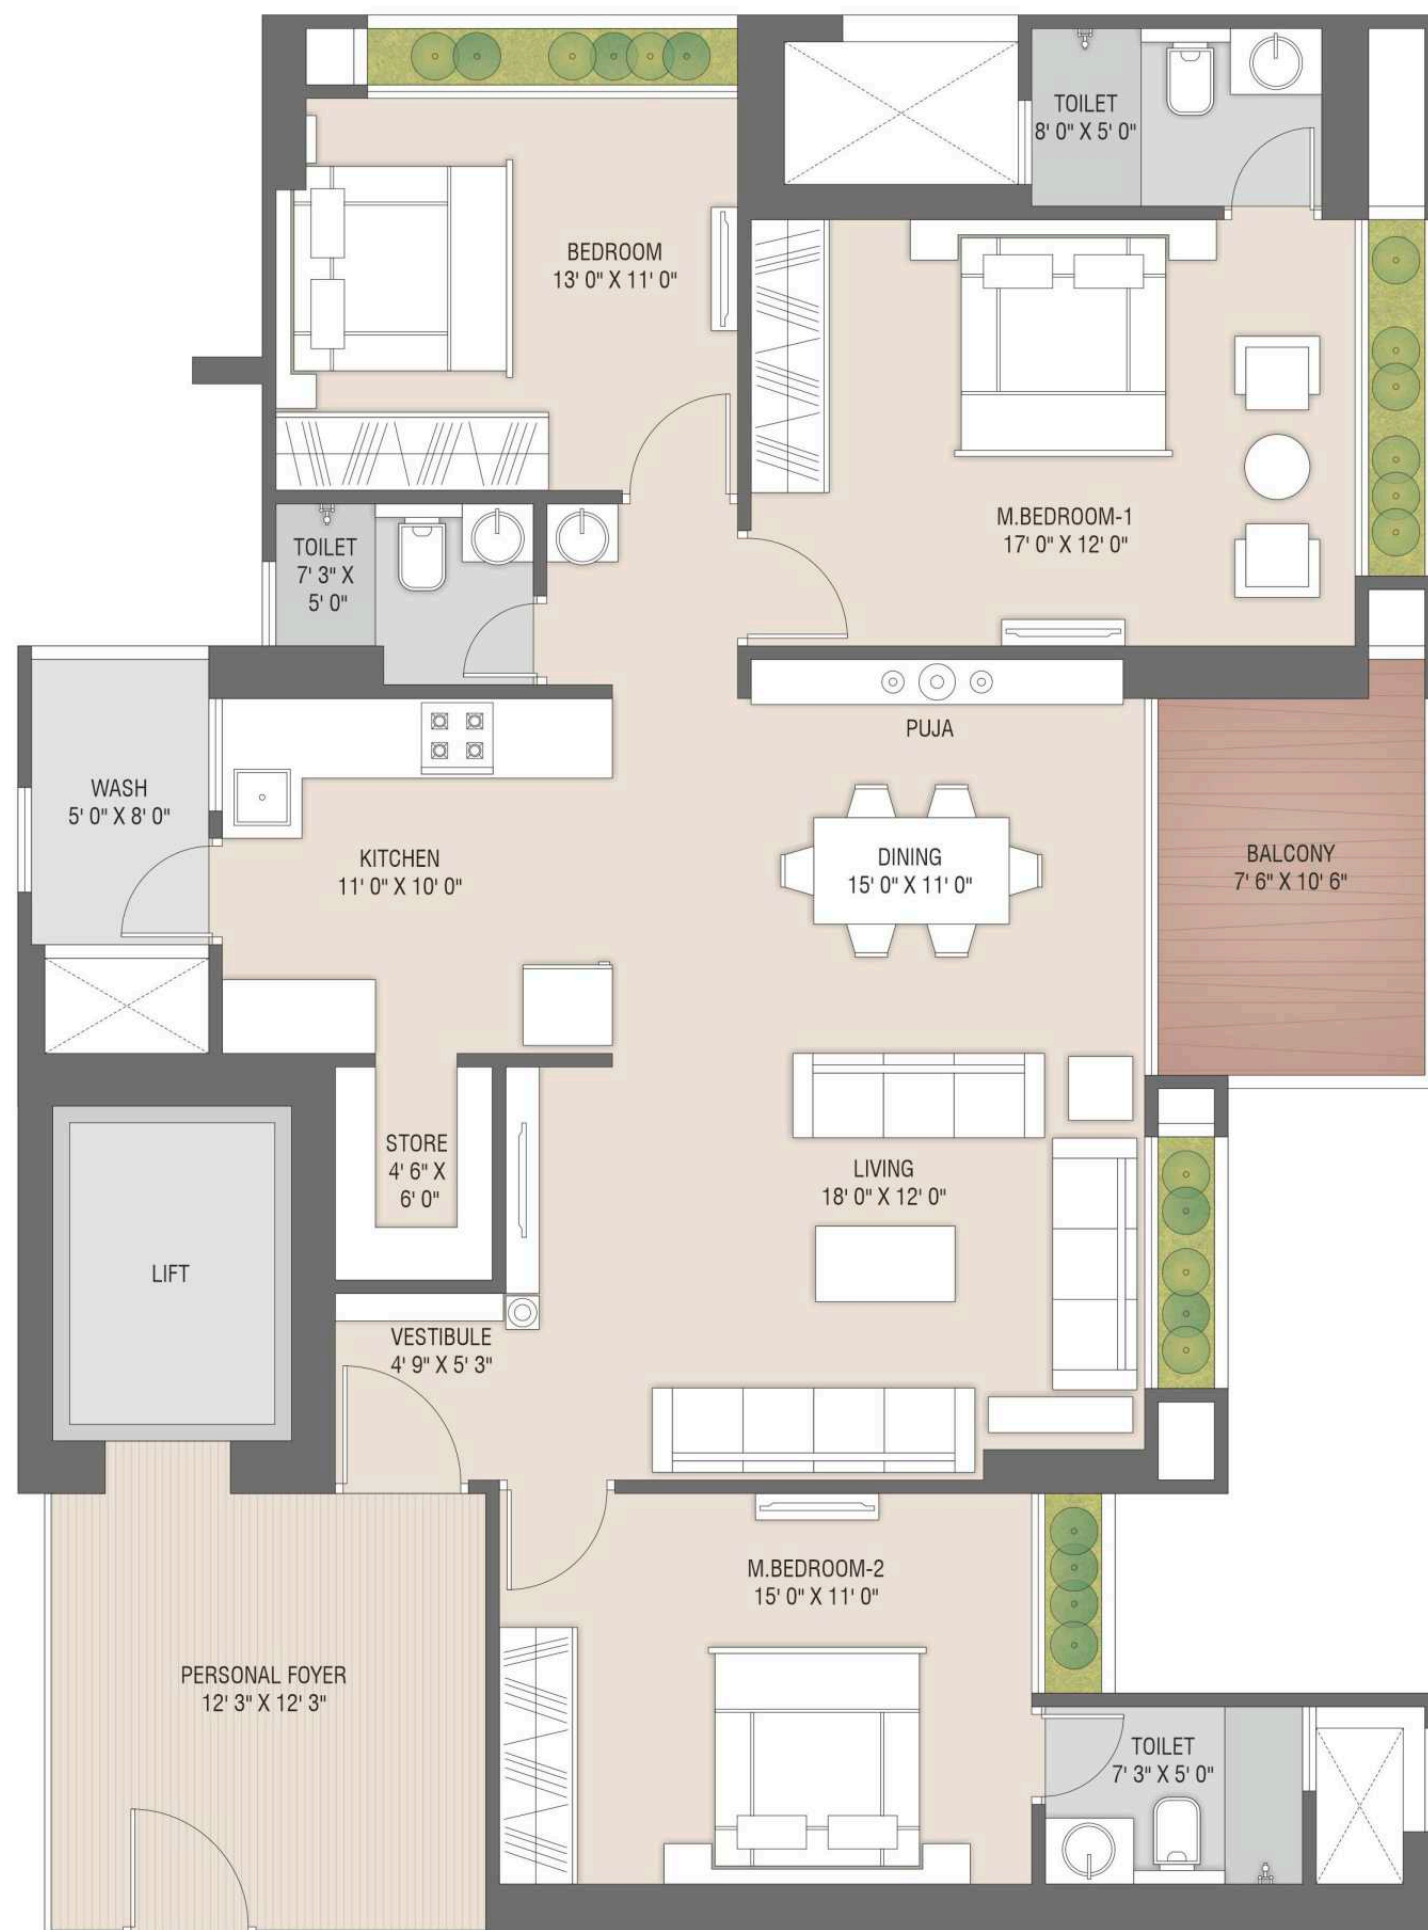 TOILET
8' 0" X 5' 0"
BEDROOM
13' 0" X 11' 0"
M.BEDROOM-1
17' 0" X 12' 0"
TOILET
7' 3" X
5' 0"
PUJA
WASH
5' 0" X 8' 0"
KITCHEN
11' 0" X 10' 0"
DINING
15' 0" X 11' 0"
BALCONY
7' 6" X 10' 6"
STORE
4' 6" X
6' 0"
LIVING
18' 0" X 12' 0"
LIFT
VESTIBULE
4' 9" X 5' 3"
M.BEDROOM-2
15' 0" X 11' 0"
PERSONAL FOYER
12' 3" X 12' 3"
TOILET
7' 3" X 5' 0"